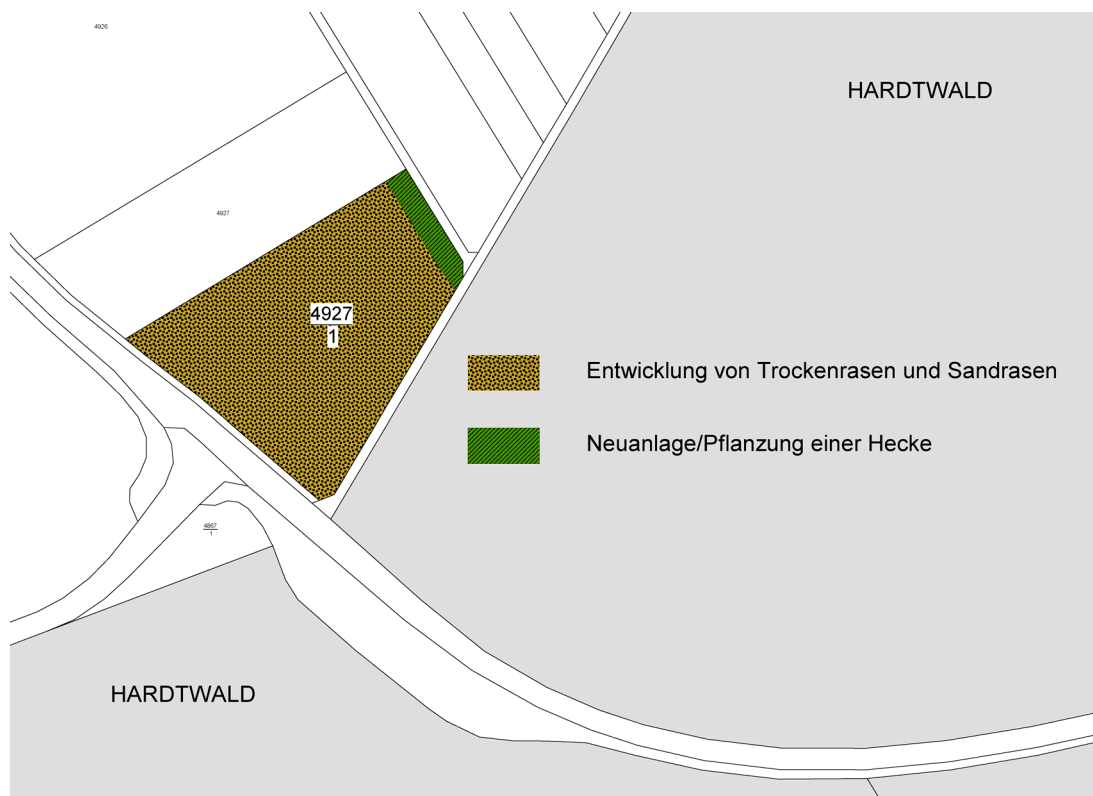 4926
HARDTWALD
4927
4927
1
Entwicklung von Trockenrasen und Sandrasen
Neuanlage/Pflanzung einer Hecke
4867
1
HARDTWALD